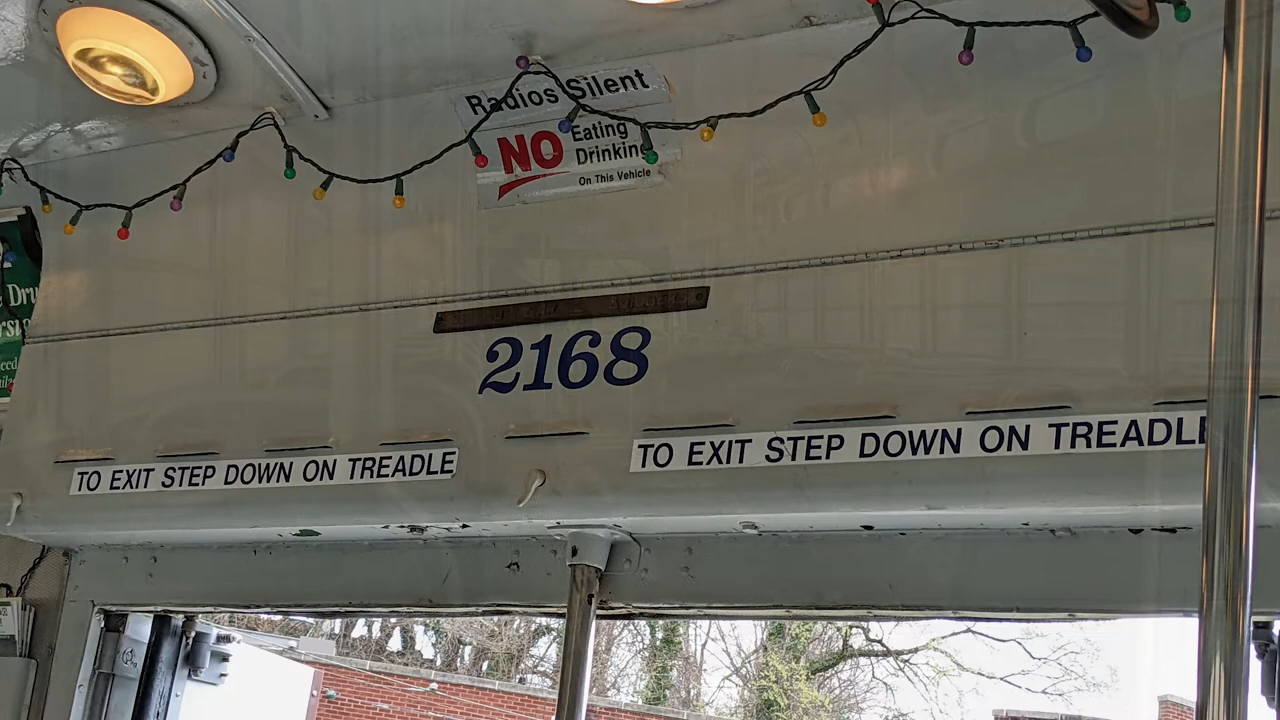 Radios Silent
NO Eating
Drinking
On This Vehicle
2168
TO EXIT STEP DOWN ON TREADLE
TO EXIT STEP DOWN ON TREADLE